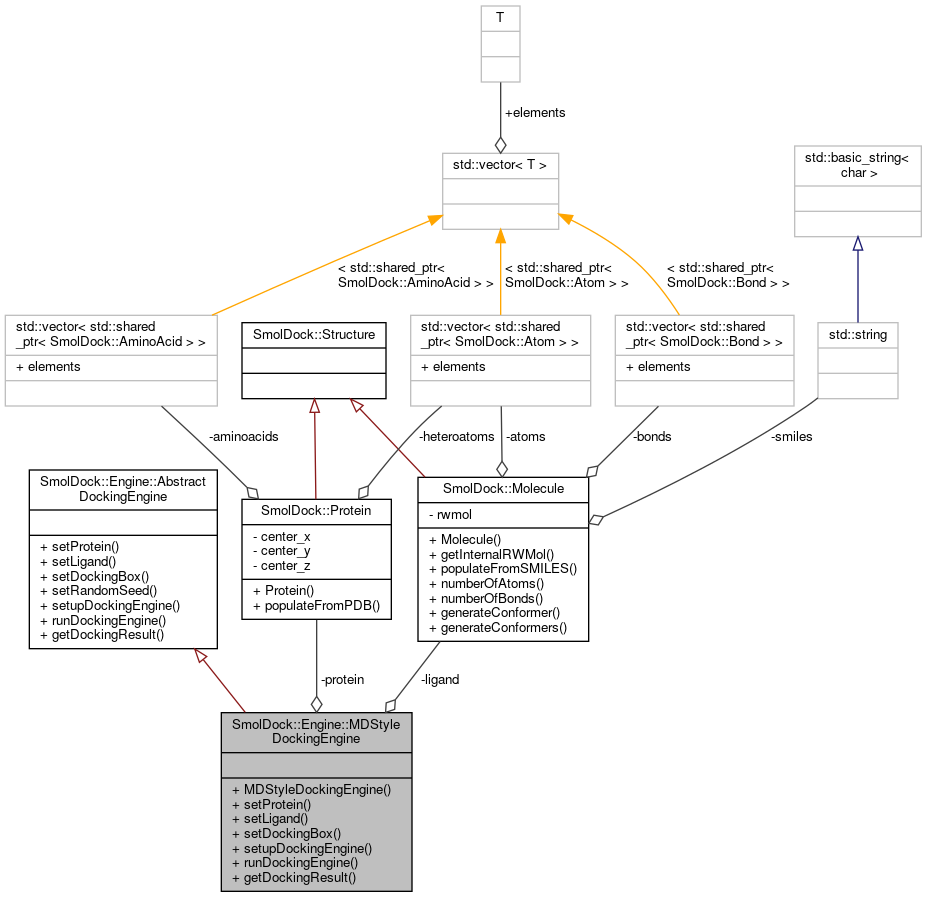 T
+elements
std::vector< T >
std::basic_string<
char >
< std::shared_ptr<
SmolDock::AminoAcid > >
< std::shared_ptr<
SmolDock::Atom > >
< std::shared_ptr<
SmolDock::Bond > >
std::vector< std::shared
_ptr< SmolDock::AminoAcid > >
+ elements
SmolDock::Structure
std::vector< std::shared
_ptr< SmolDock::Atom > >
+ elements
std::vector< std::shared
_ptr< SmolDock::Bond > >
+ elements
std::string
-aminoacids
-heteroatoms
-atoms
-bonds
-smiles
SmolDock::Engine::Abstract
DockingEngine
+ setProtein()
+ setLigand()
+ setDockingBox()
+ setRandomSeed()
+ setupDockingEngine()
+ runDockingEngine()
+ getDockingResult()
SmolDock::Protein
- center_x
- center_y
- center_z
+ Protein()
+ populateFromPDB()
SmolDock::Molecule
- rwmol
+ Molecule()
+ getInternalRWMol()
+ populateFromSMILES()
+ numberOfAtoms()
+ numberOfBonds()
+ generateConformer()
+ generateConformers()
-protein
-ligand
SmolDock::Engine::MDStyle
DockingEngine
+ MDStyleDockingEngine()
+ setProtein()
+ setLigand()
+ setDockingBox()
+ setupDockingEngine()
+ runDockingEngine()
+ getDockingResult()